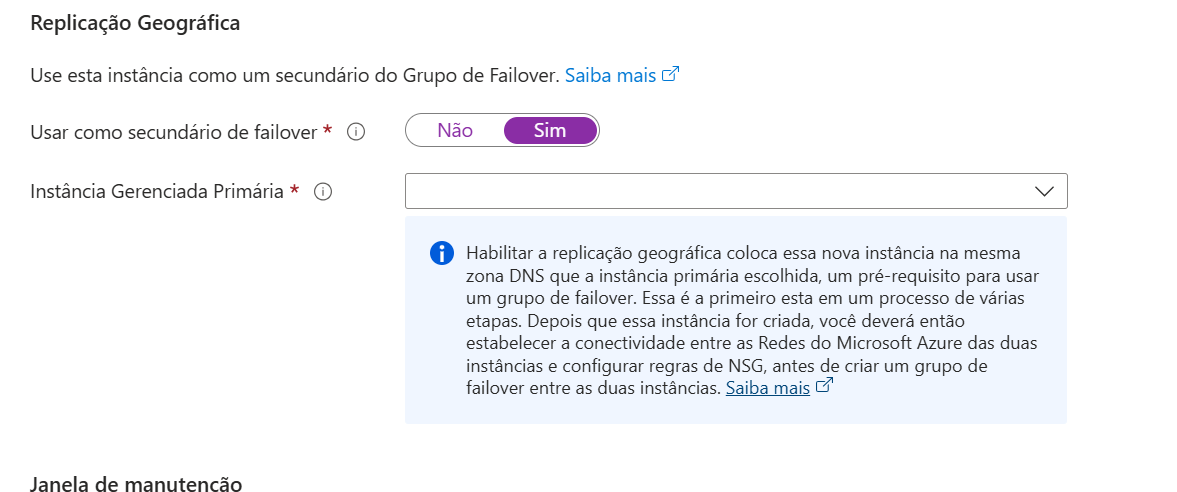 Replicação Geográfica
Use esta instância como um secundário do Grupo de Failover. Saiba mais
Usar como secundário de failover *
Não
Sim
Instância Gerenciada Primária *
Habilitar a replicação geográfica coloca essa nova instância na mesma
zona DNS que a instância primária escolhida, um pré-requisito para usar
um grupo de failover. Essa é a primeiro esta em um processo de várias
etapas. Depois que essa instância for criada, você deverá então
estabelecer a conectividade entre as Redes do Microsoft Azure das duas
instâncias e configurar regras de NSG, antes de criar um grupo de
failover entre as duas instâncias. Saiba mais
Janela de manutenção